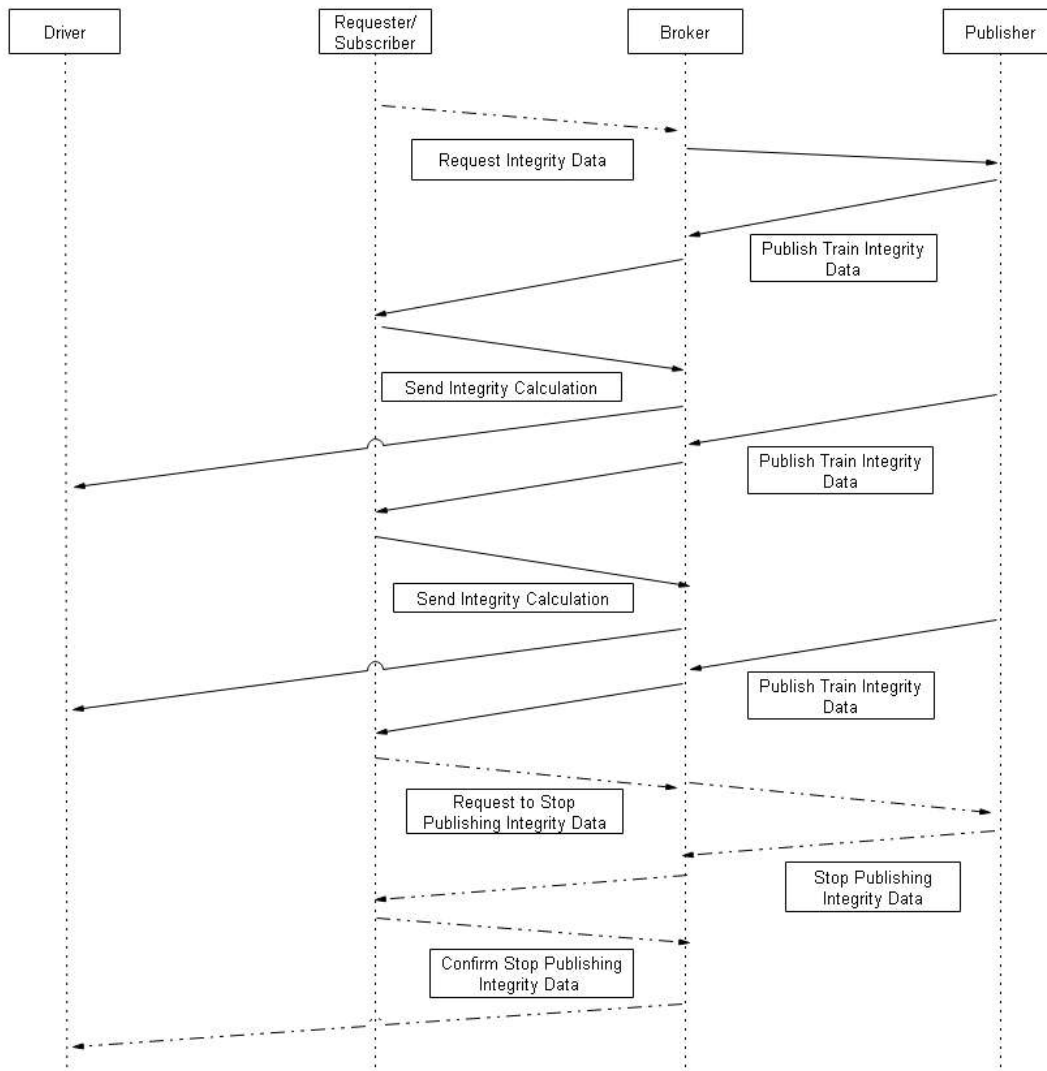 Driver
Requester/
Subscriber
Broker
Publisher
Request Integrity Data
Publish Train Integrity
Data
Send Integrity Calculation
Publish Train Integrity
Data
Send Integrity Calculation
Publish Train Integrity
Data
Request to Stop
Publishing Integrity Data
Stop Publishing
Integrity Data
Confirm Stop Publishing
Integrity Data